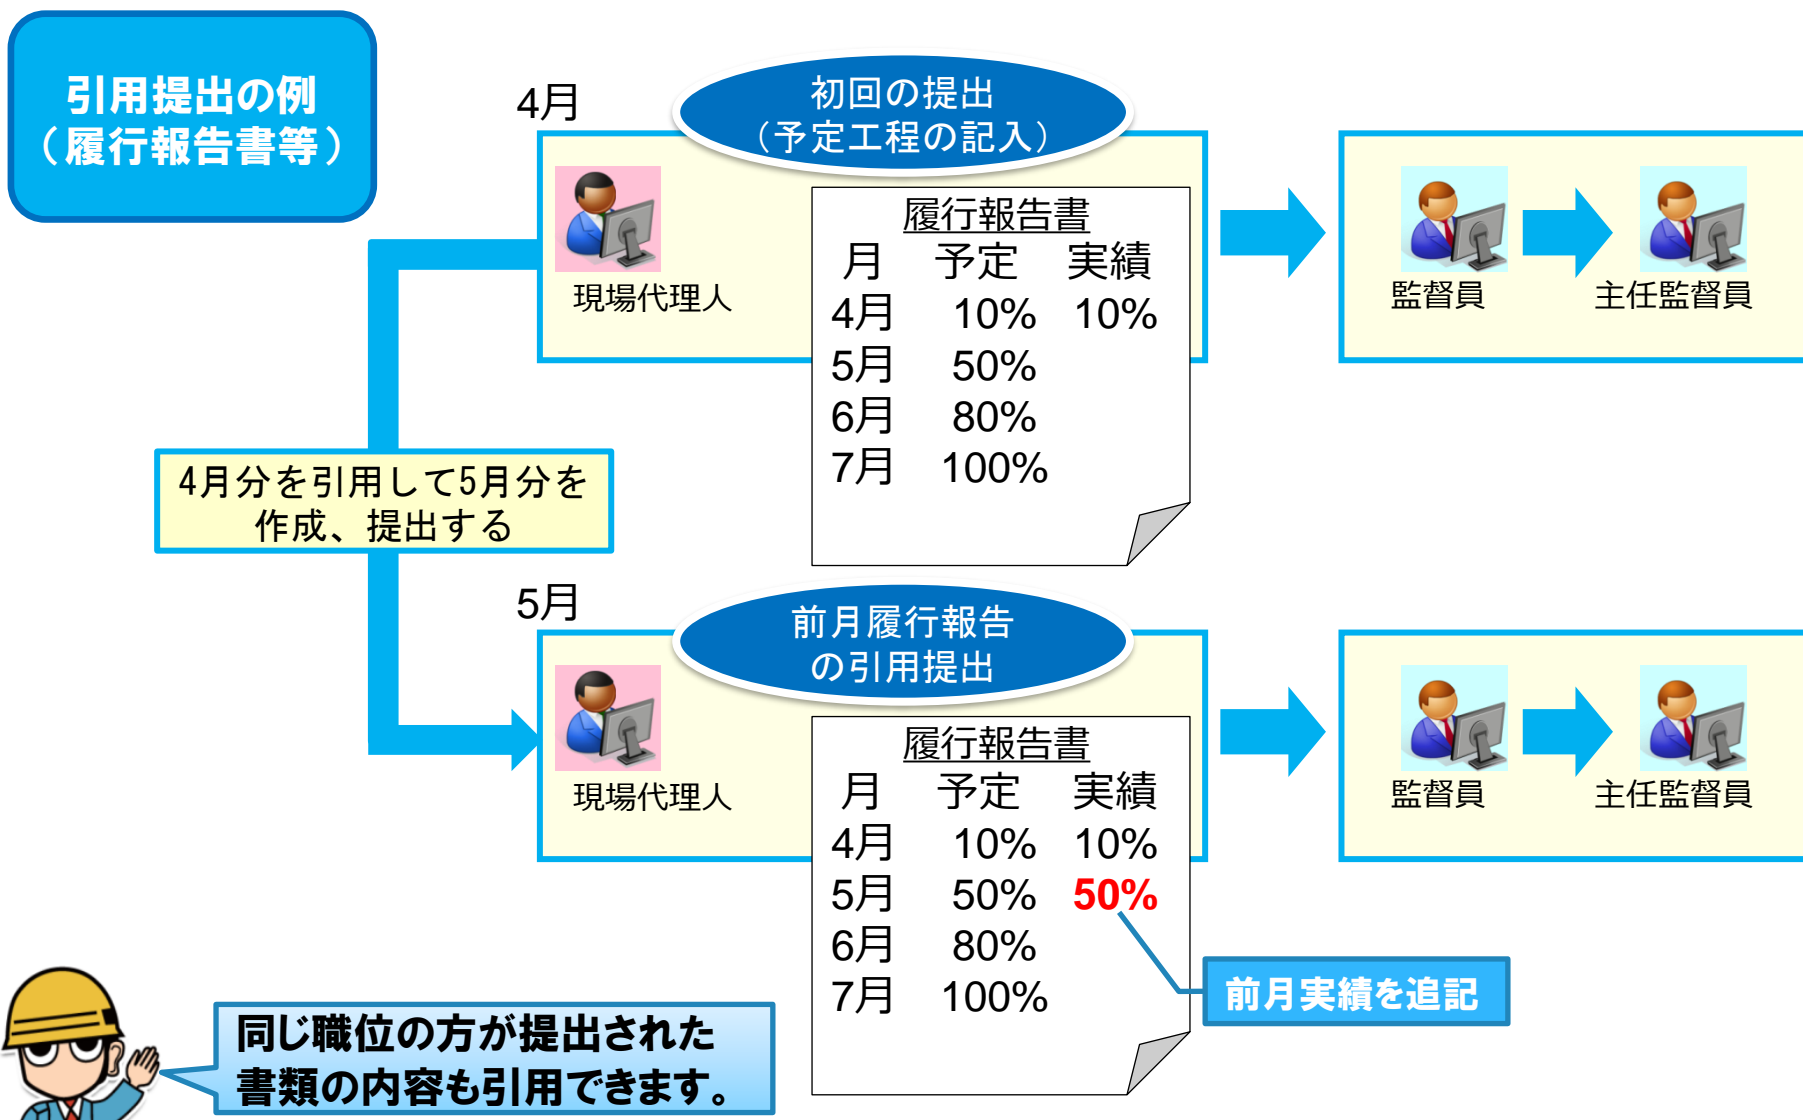 引用提出の例
（履行報告書等）
4月
初回の提出
（予定工程の記入）
現場代理人
履行報告書
月 予定 実績
4月 10% 10%
5月 50%
6月 80%
7月 100%
監督員
主任監督員
4月分を引用して5月分を
作成、提出する
5月
前月履行報告
の引用提出
現場代理人
履行報告書
月 予定 実績
4月 10% 10%
5月 50% 50%
6月 80%
7月 100%
監督員
主任監督員
前月実績を追記
同じ職位の方が提出された
書類の内容も引用できます。